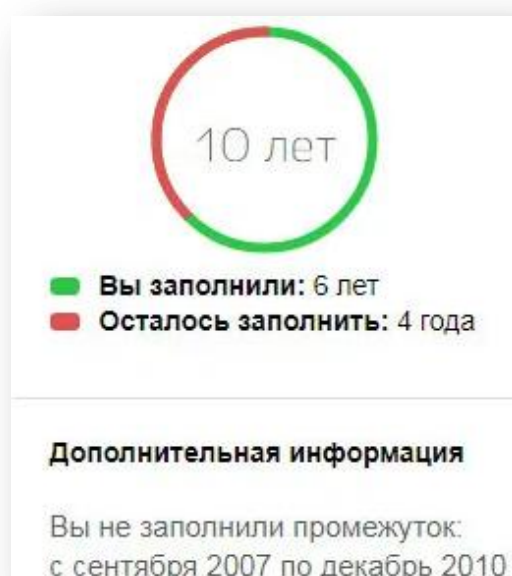 10 лет
Вы заполнили: 6 лет
Осталось заполнить: 4 года
Дополнительная информация
Вы не заполнили промежуток:
с сентября 2007 по декабрь 2010